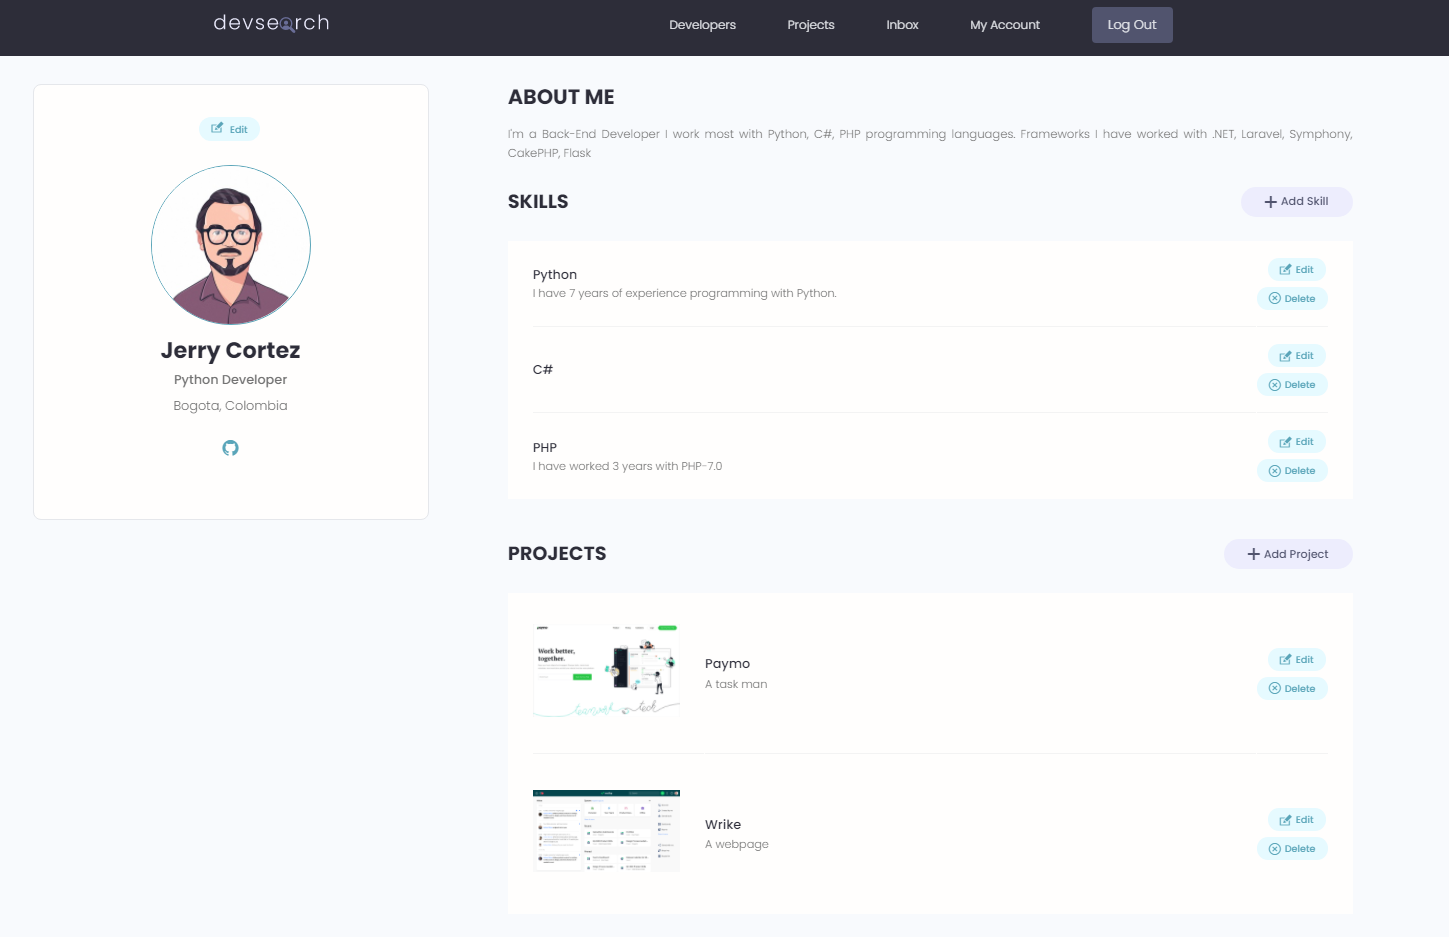 devsearch
Developers
Projects
Inbox
My Account
Log Out
Edit
Jerry Cortez
Python Developer
Bogota, Colombia
ABOUT ME
I'm a Back-End Developer I work most with Python, C#, PHP programming languages. Frameworks I have worked with .NET, Laravel, Symphony,
CakePHP, Flask
SKILLS
Add Skill
Python
I have 7 years of experience programming with Python.
Edit
Delete
C#
Edit
Delete
PHP
I have worked 3 years with PHP-7.0
Edit
Delete
PROJECTS
Add Project
Work better,
together.
Paymo
A task man
Edit
Delete
Wrike
A webpage
Edit
Delete